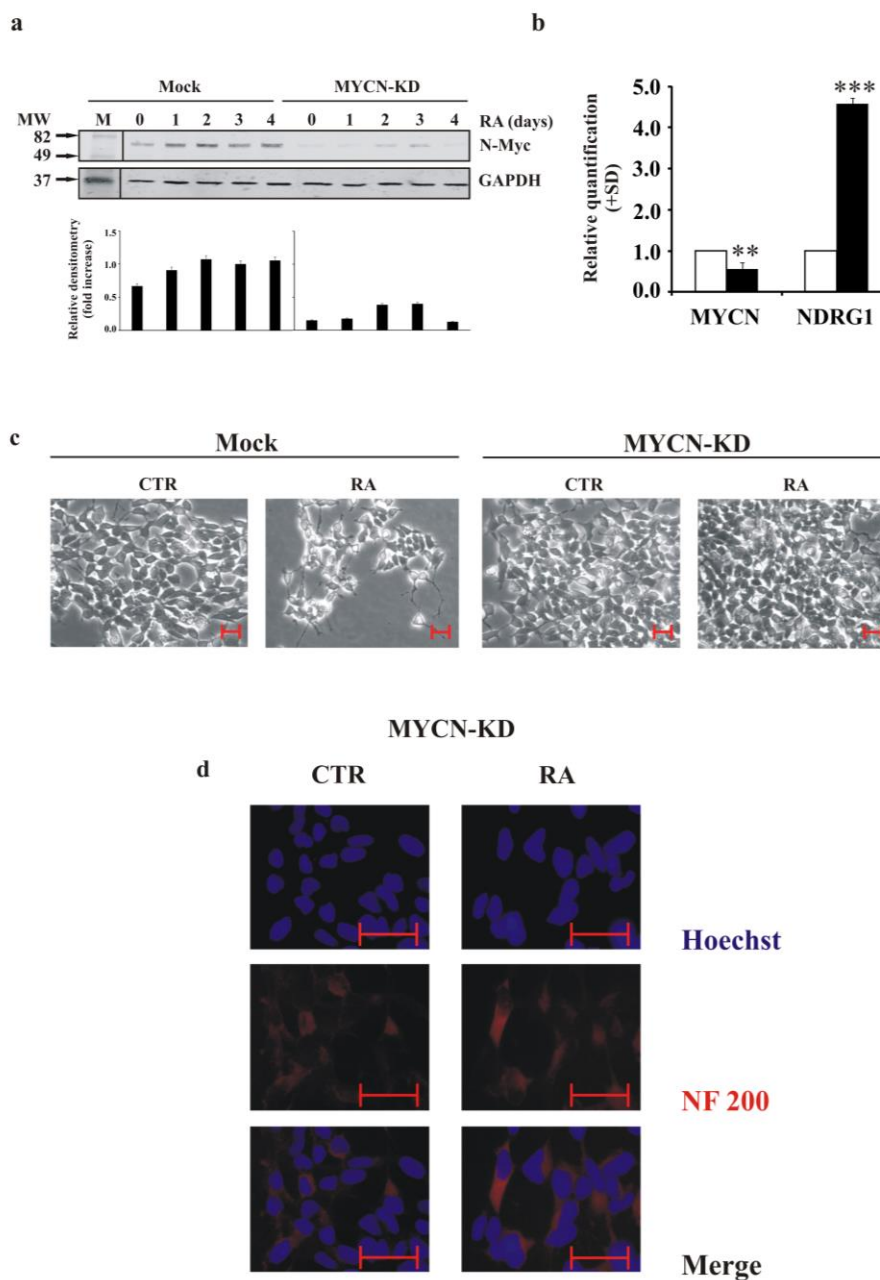 a
Mock MYCN-KD
MW M 0 1 2 3 4 RA (days) 0 1 2 3 4
82 N-Myc
49
37 GAPDH
Relative densitometry
(fold increase)
1.5
1.0
0.5
0.0
b
Relative quantification
(+SD)
5.0
4.0
3.0
2.0
1.0
0.0
**
***
MYCN NDRG1
c
Mock MYCN-KD
CTR RA CTR RA
MYCN-KD
d
CTR RA
Hoechst
NF 200
Merge